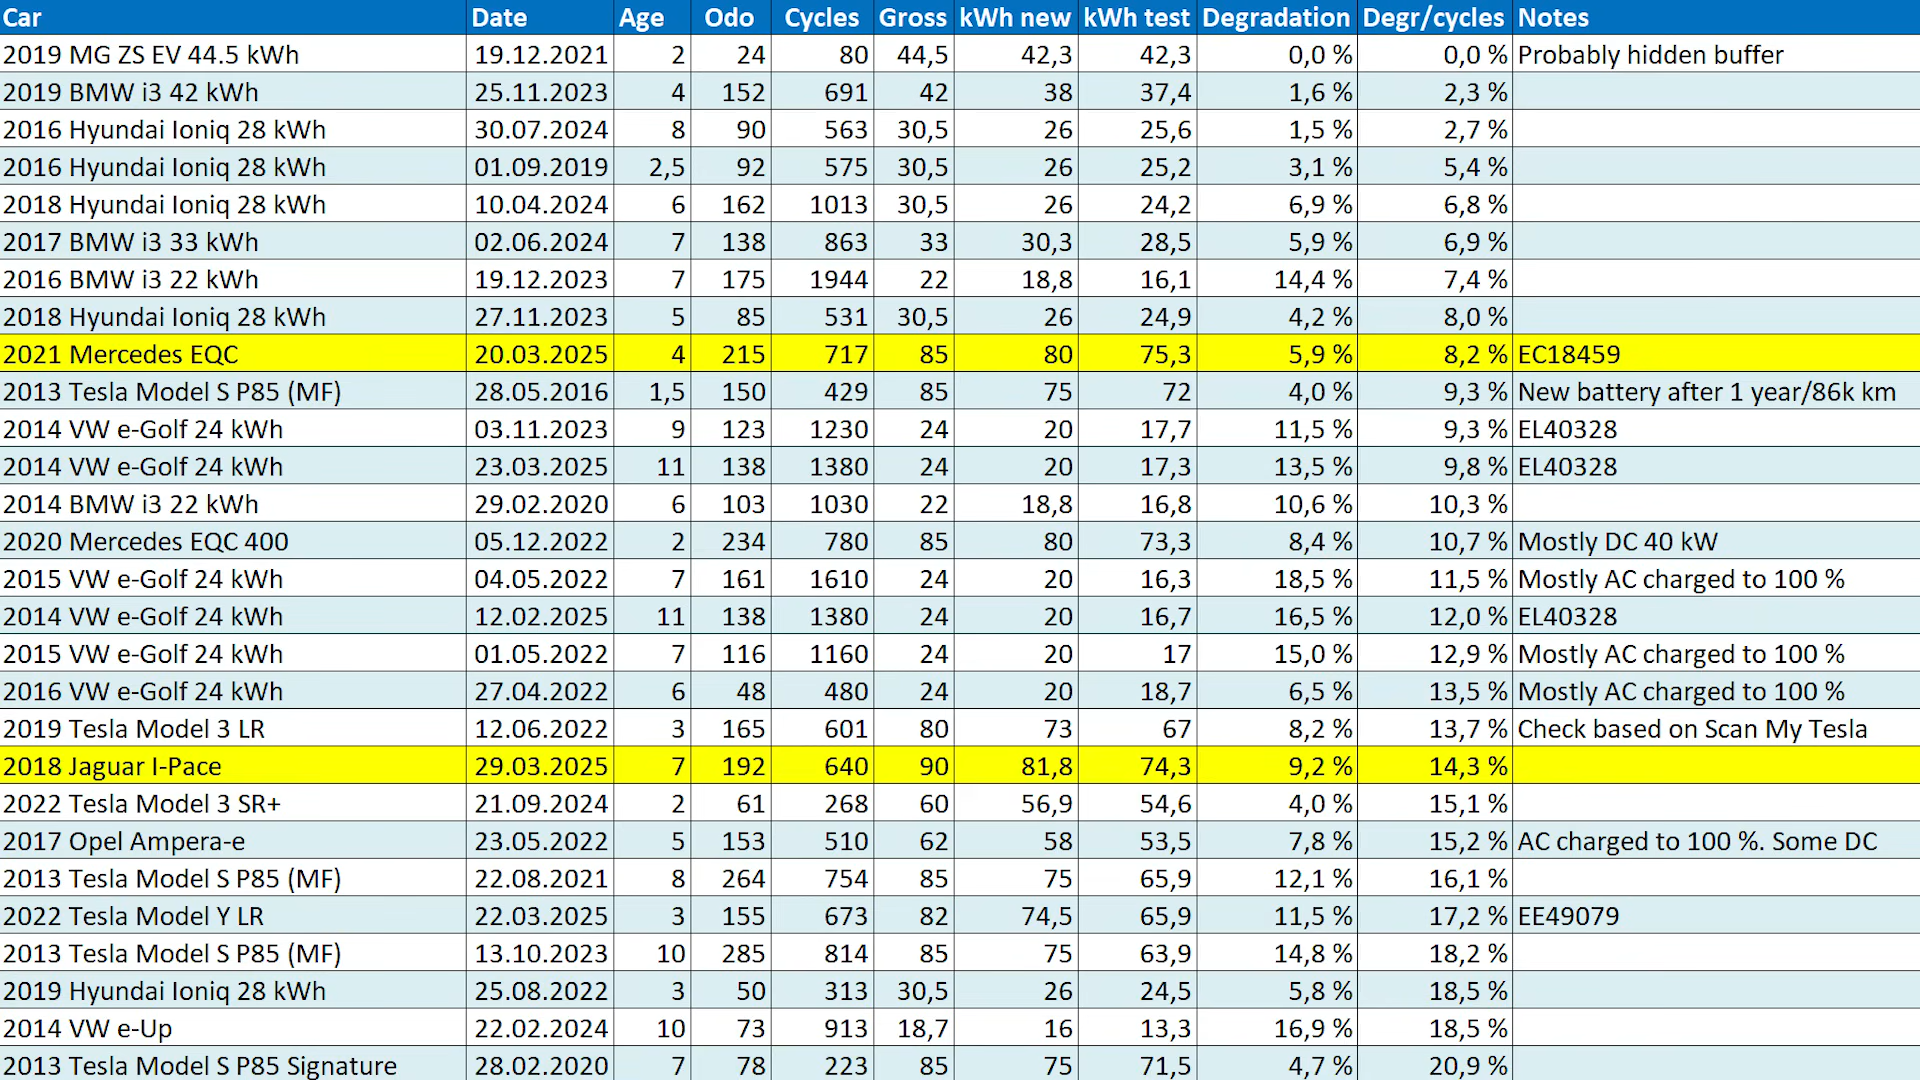 Car Date Age Odo Cycles Gross kWh new kWh test Degradation Degr/cycles Notes
2019 MG ZS EV 44.5 kWh 19.12.2021 2 24 80 44,5 42,3 42,3 0,0 % 0,0 % Probably hidden buffer
2019 BMW i3 42 kWh 25.11.2023 4 152 691 42 38 37,4 1,6 % 2,3 %
2016 Hyundai Ioniq 28 kWh 30.07.2024 8 90 563 30,5 26 25,6 1,5 % 2,7 %
2016 Hyundai Ioniq 28 kWh 01.09.2019 2,5 92 575 30,5 26 25,2 3,1 % 5,4 %
2018 Hyundai Ioniq 28 kWh 10.04.2024 6 162 1013 30,5 26 24,2 6,9 % 6,8 %
2017 BMW i3 33 kWh 02.06.2024 7 138 863 33 30,3 28,5 5,9 % 6,9 %
2016 BMW i3 22 kWh 19.12.2023 7 175 1944 22 18,8 16,1 14,4 % 7,4 %
2018 Hyundai Ioniq 28 kWh 27.11.2023 5 85 531 30,5 26 24,9 4,2 % 8,0 %
2021 Mercedes EQC 20.03.2025 4 215 717 85 80 75,3 5,9 % 8,2 % EC18459
2013 Tesla Model S P85 (MF) 28.05.2016 1,5 150 429 85 75 72 4,0 % 9,3 % New battery after 1 year/86k km
2014 VW e-Golf 24 kWh 03.11.2023 9 123 1230 24 20 17,7 11,5 % 9,3 % EL40328
2014 VW e-Golf 24 kWh 23.03.2025 11 138 1380 24 20 17,3 13,5 % 9,8 % EL40328
2014 BMW i3 22 kWh 29.02.2020 6 103 1030 22 18,8 16,8 10,6 % 10,3 %
2020 Mercedes EQC 400 05.12.2022 2 234 780 85 80 73,3 8,4 % 10,7 % Mostly DC 40 kW
2015 VW e-Golf 24 kWh 04.05.2022 7 161 1610 24 20 16,3 18,5 % 11,5 % Mostly AC charged to 100 %
2014 VW e-Golf 24 kWh 12.02.2025 11 138 1380 24 20 16,7 16,5 % 12,0 % EL40328
2015 VW e-Golf 24 kWh 01.05.2022 7 116 1160 24 20 17 15,0 % 12,9 % Mostly AC charged to 100 %
2016 VW e-Golf 24 kWh 27.04.2022 6 48 480 24 20 18,7 6,5 % 13,5 % Mostly AC charged to 100 %
2019 Tesla Model 3 LR 12.06.2022 3 165 601 80 73 67 8,2 % 13,7 % Check based on Scan My Tesla
2018 Jaguar I-Pace 29.03.2025 7 192 640 90 81,8 74,3 9,2 % 14,3 %
2022 Tesla Model 3 SR+ 21.09.2024 2 61 268 60 56,9 54,6 4,0 % 15,1 %
2017 Opel Ampera-e 23.05.2022 5 153 510 62 58 53,5 7,8 % 15,2 % AC charged to 100 %. Some DC
2013 Tesla Model S P85 (MF) 22.08.2021 8 264 754 85 75 65,9 12,1 % 16,1 %
2022 Tesla Model Y LR 22.03.2025 3 155 673 82 74,5 65,9 11,5 % 17,2 % EE49079
2013 Tesla Model S P85 (MF) 13.10.2023 10 285 814 85 75 63,9 14,8 % 18,2 %
2019 Hyundai Ioniq 28 kWh 25.08.2022 3 50 313 30,5 26 24,5 5,8 % 18,5 %
2014 VW e-Up 22.02.2024 10 73 913 18,7 16 13,3 16,9 % 18,5 %
2013 Tesla Model S P85 Signature 28.02.2020 7 78 223 85 75 71,5 4,7 % 20,9 %